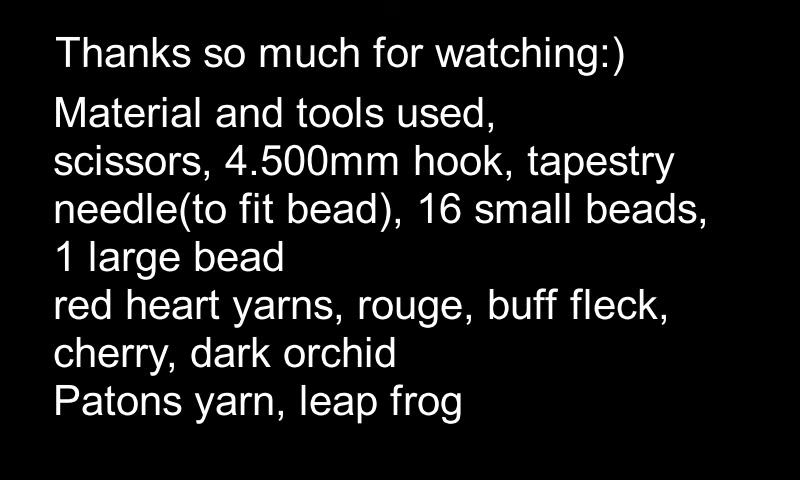 Thanks so much for watching:)
Material and tools used,
scissors, 4.500mm hook, tapestry
needle(to fit bead), 16 small beads,
1 large bead
red heart yarns, rouge, buff fleck,
cherry, dark orchid
Patons yarn, leap frog